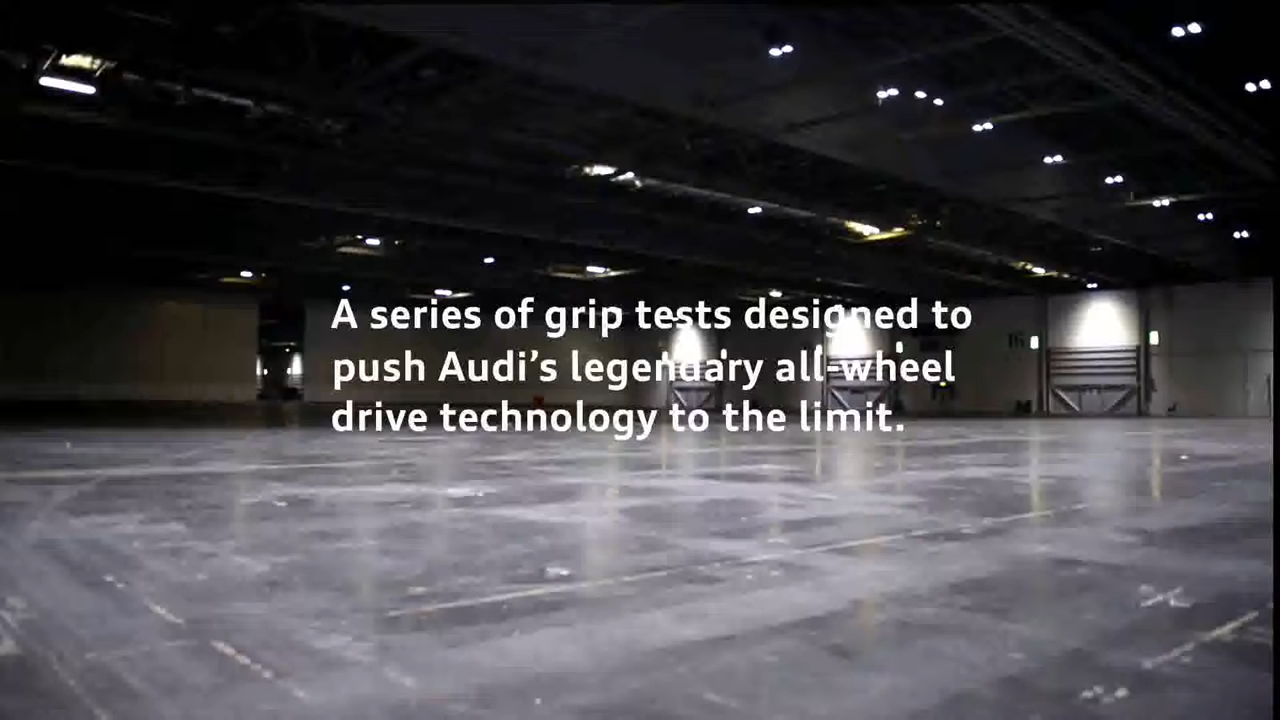 A series of grip tests designed to
push Audi’s legendary all-wheel
drive technology to the limit.